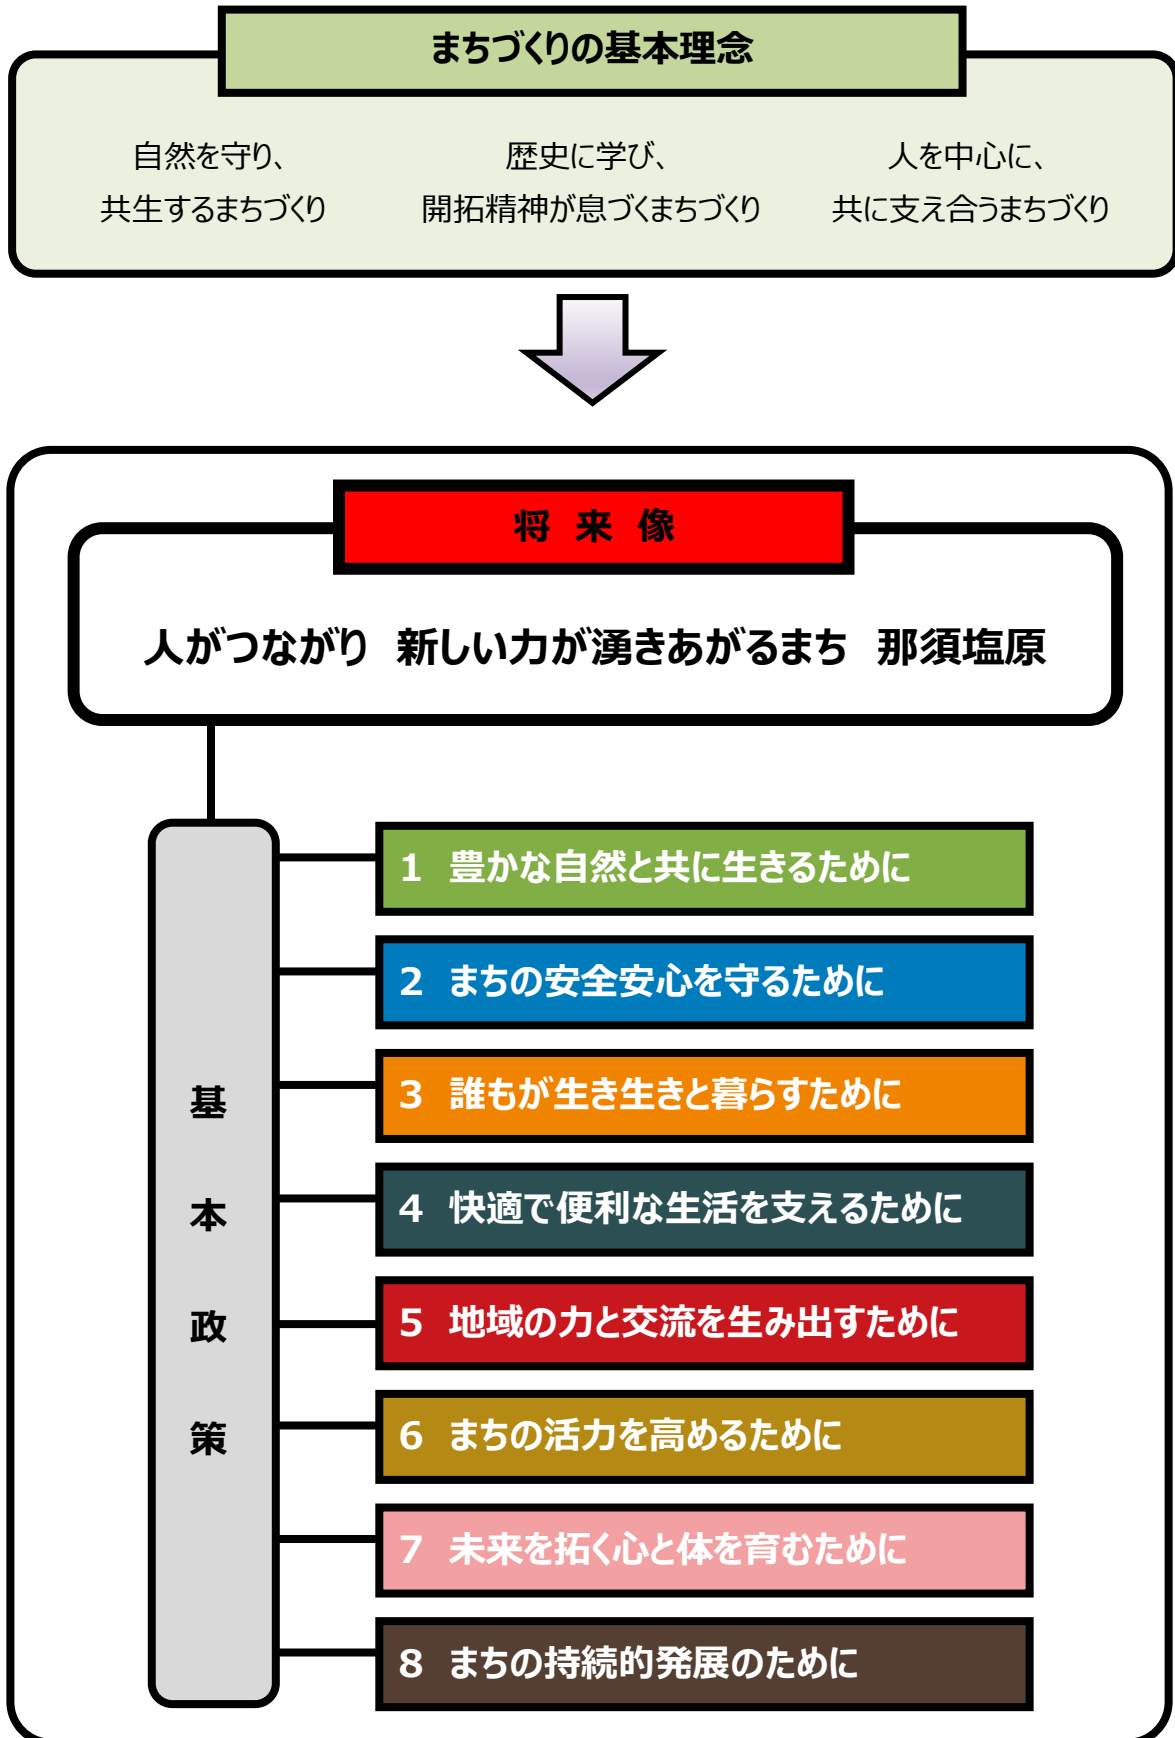 まちづくりの基本理念
自然を守り、
共生するまちづくり
歴史に学び、
開拓精神が息づくまちづくり
人を中心に、
共に支え合うまちづくり
将 来 像
人がつながり 新しい力が湧きあがるまち 那須塩原
基本政策
1 豊かな自然と共に生きるために
2 まちの安全安心を守るために
3 誰もが生き生きと暮らすために
4 快適で便利な生活を支えるために
5 地域の力と交流を生み出すために
6 まちの活力を高めるために
7 未来を拓く心と体を育むために
8 まちの持続的発展のために